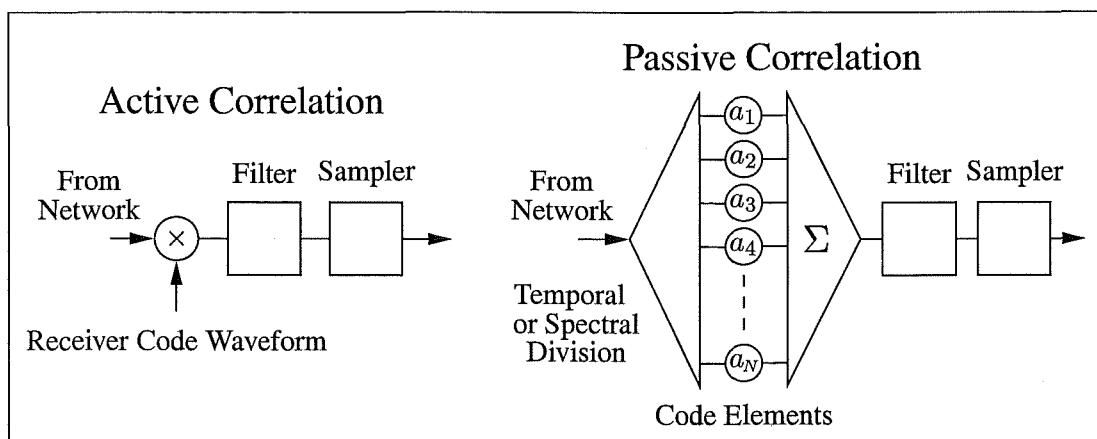 Active Correlation
From
Network
×
Filter
Sampler
Receiver Code Waveform
Passive Correlation
From
Network
Temporal
or Spectral
Division
a1
a2
a3
a4
aN
Σ
Code Elements
Filter
Sampler